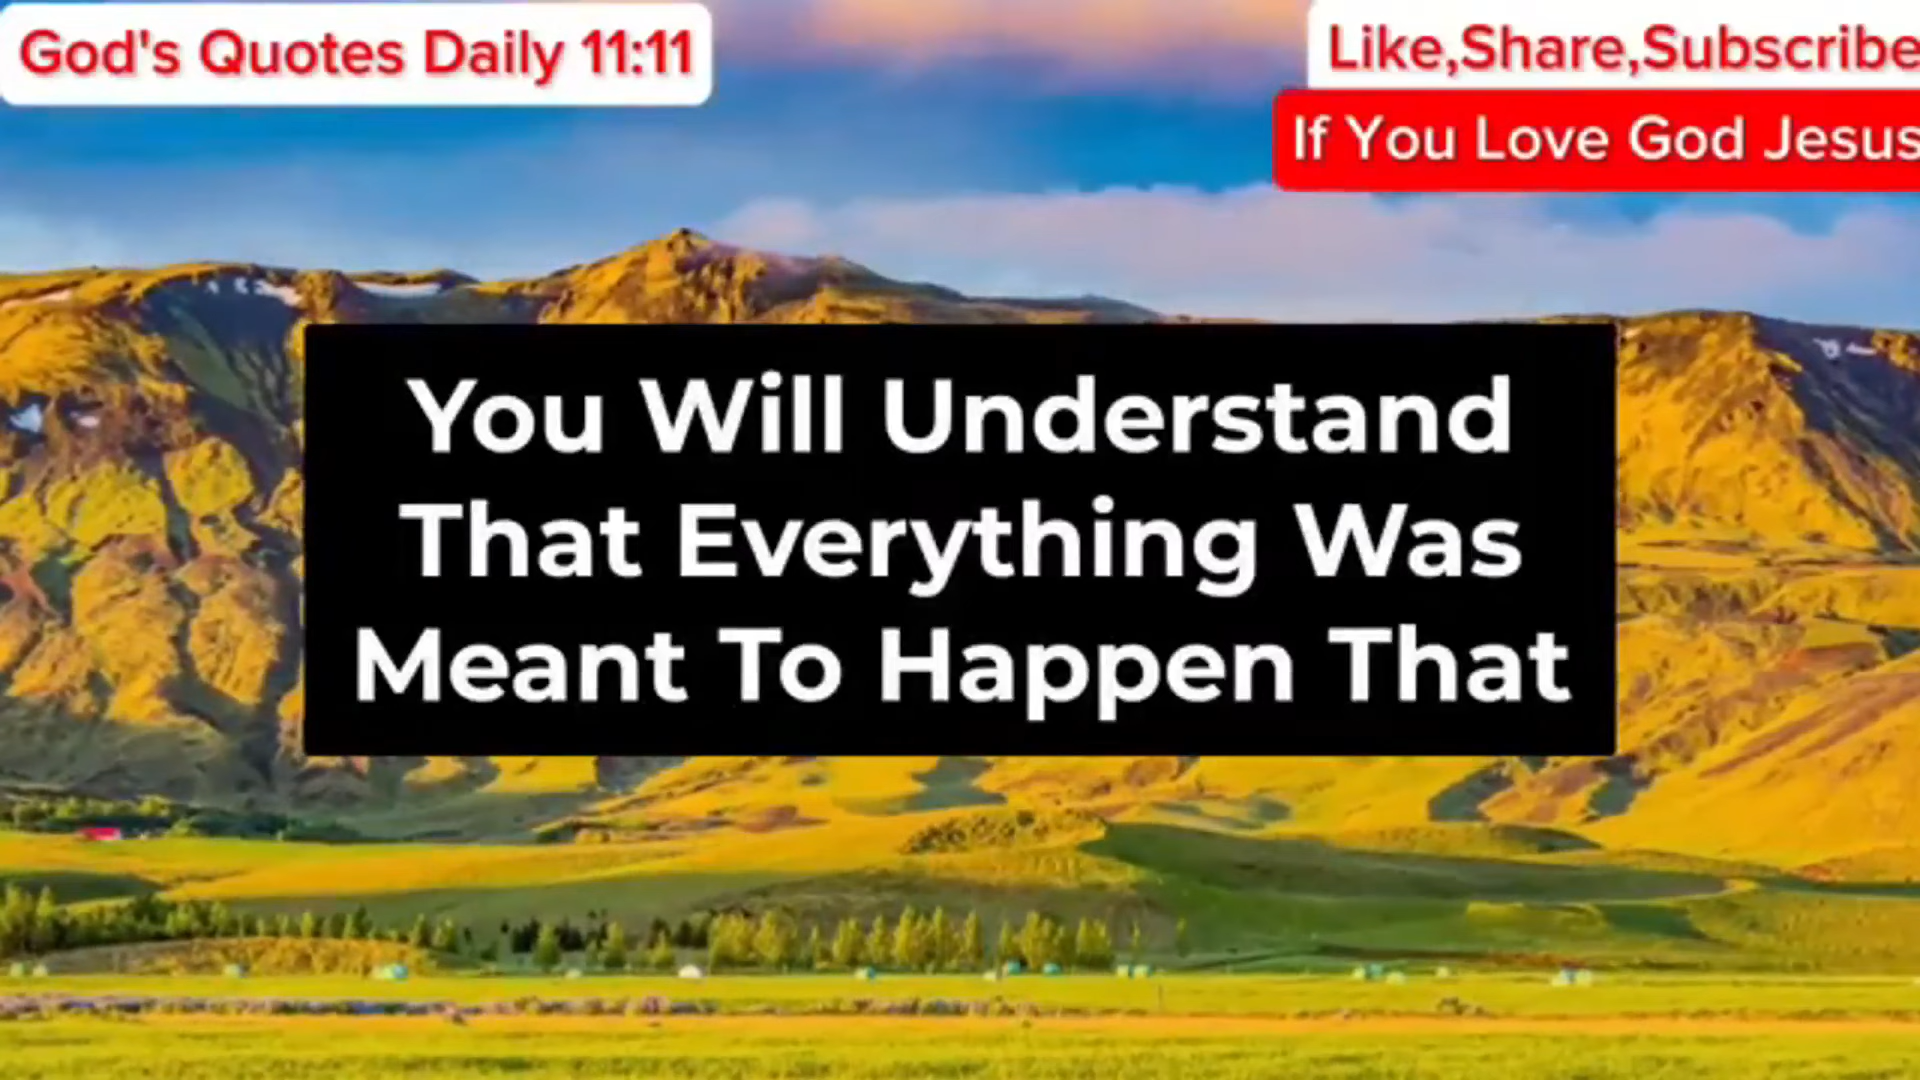 God's Quotes Daily 11:11
Like,Share,Subscribe
If You Love God Jesus
You Will Understand
That Everything Was
Meant To Happen That